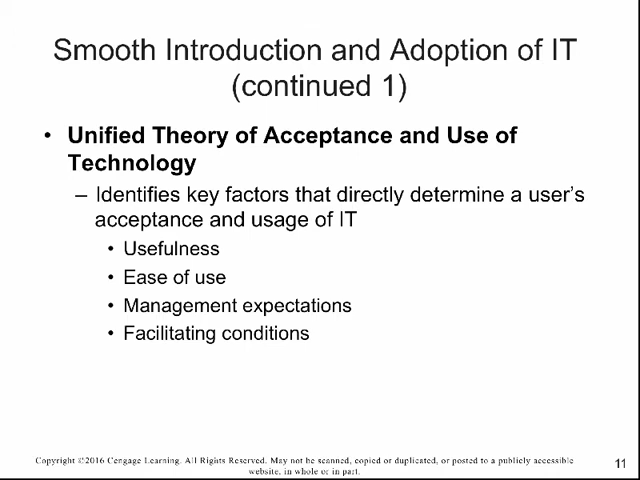 Smooth Introduction and Adoption of IT
(continued 1)
• Unified Theory of Acceptance and Use of
Technology
– Identifies key factors that directly determine a user's
acceptance and usage of IT
• Usefulness
• Ease of use
• Management expectations
• Facilitating conditions
Copyright ©2016 Cengage Learning. All Rights Reserved. May not be scanned, copied or duplicated, or posted to a publicly accessible
website, in whole or in part.
11